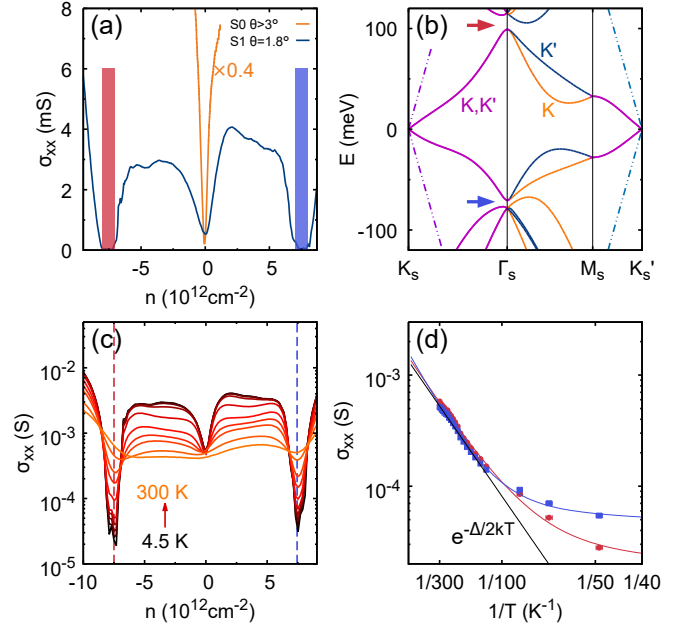 (a)
S0 θ>3°
S1 θ=1.8°
×0.4
8
6
4
2
0
σxx (mS)
-5
0
5
n (10¹²cm⁻²)
(b)
K'
K,K'
K
100
0
-100
E (meV)
Kₛ
Γₛ
Mₛ
Kₛ'
(c)
10⁻²
10⁻³
10⁻⁴
10⁻⁵
σxx (S)
300 K
4.5 K
-10
-5
0
5
n (10¹²cm⁻²)
(d)
10⁻³
10⁻⁴
σxx (S)
e^-Δ/2kT
1/300
1/100
1/50
1/40
1/T (K⁻¹)